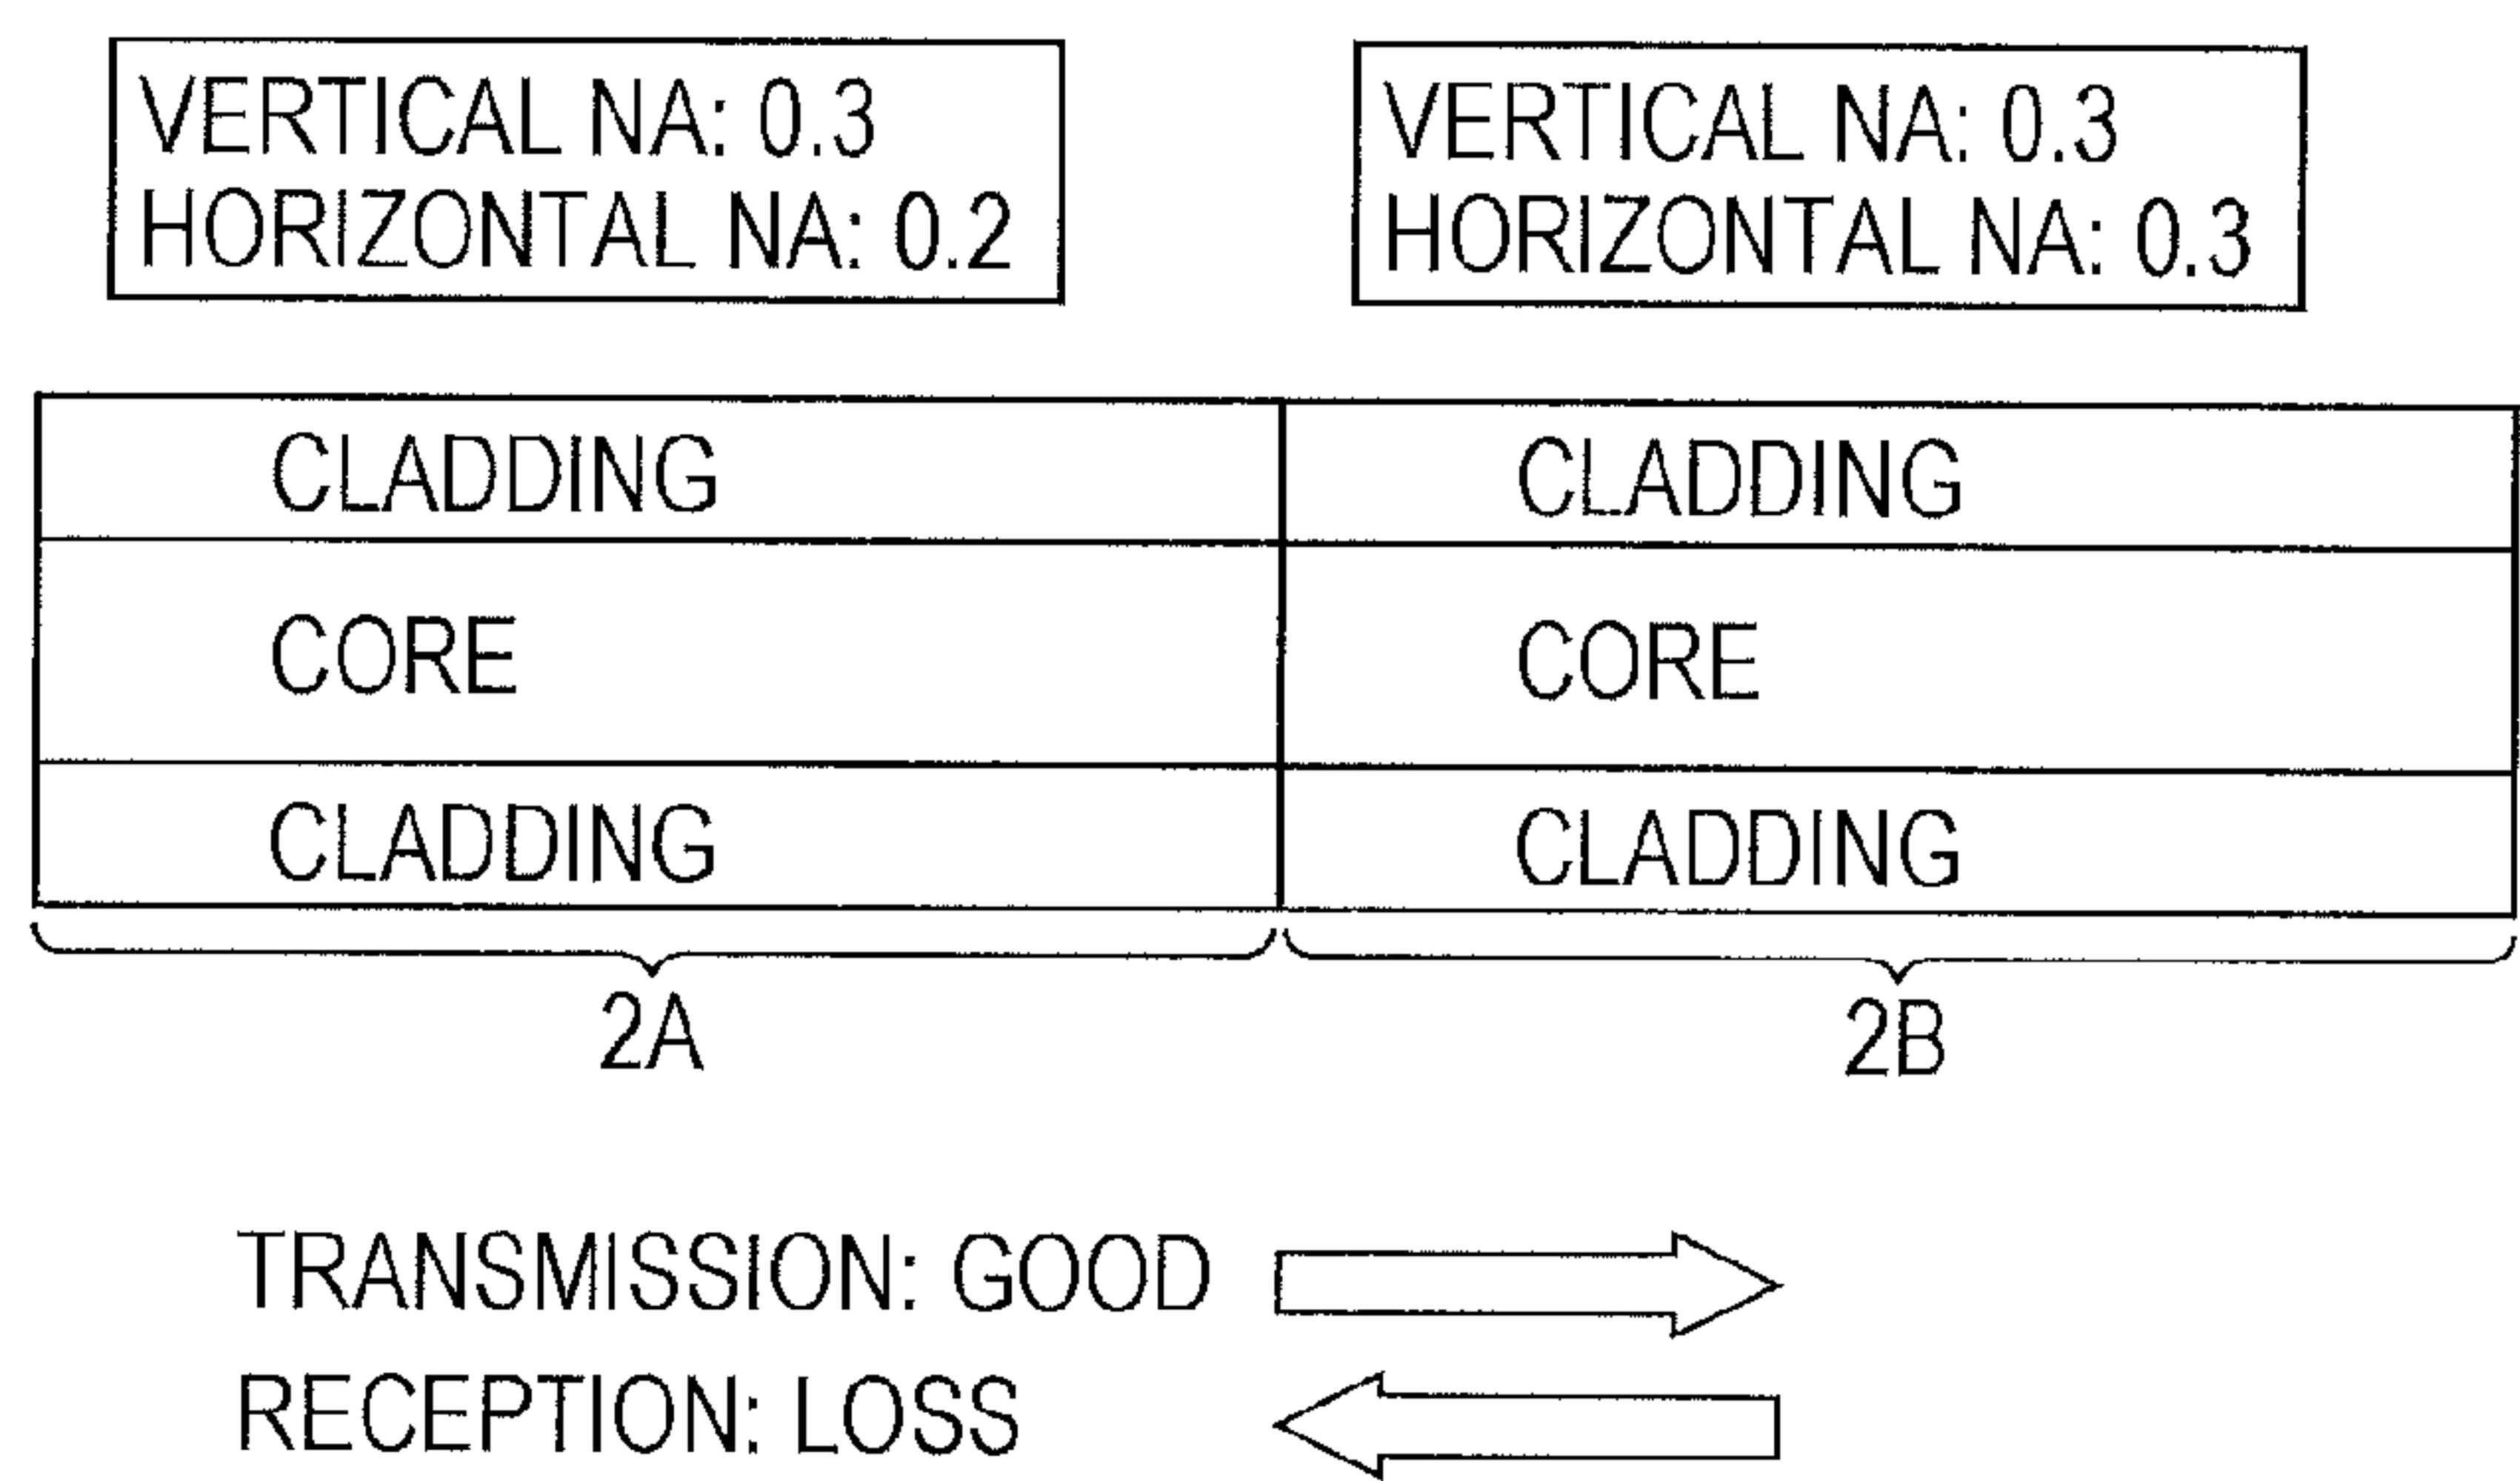 VERTICAL NA: 0.3
HORIZONTAL NA: 0.2
VERTICAL NA: 0.3
HORIZONTAL NA: 0.3
CLADDING
CLADDING
CORE
CORE
CLADDING
CLADDING
2A
2B
TRANSMISSION: GOOD
RECEPTION: LOSS